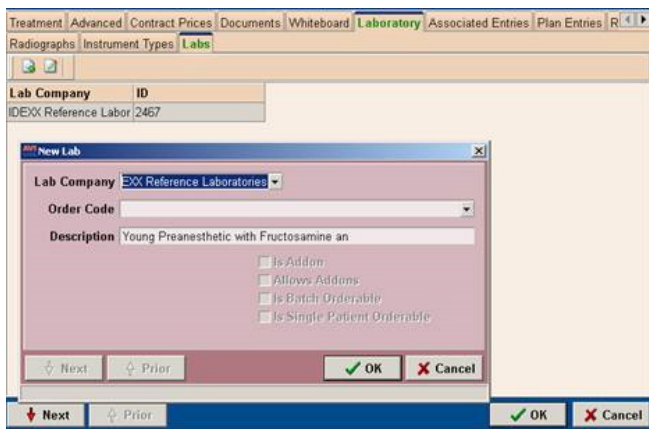 Treatment Advanced Contract Prices Documents Whiteboard Laboratory Associated Entries Plan Entries R
Radiographs Instrument Types Labs
Lab Company ID
IDEXX Reference Labor 2467
New Lab
Lab Company EXX Reference Laboratories
Order Code
Description Young Preanesthetic with Fructosamine an
Is Addon
Allows Addons
Is Batch Orderable
Is Single Patient Orderable
Next Prior OK Cancel
Next Prior OK Cancel